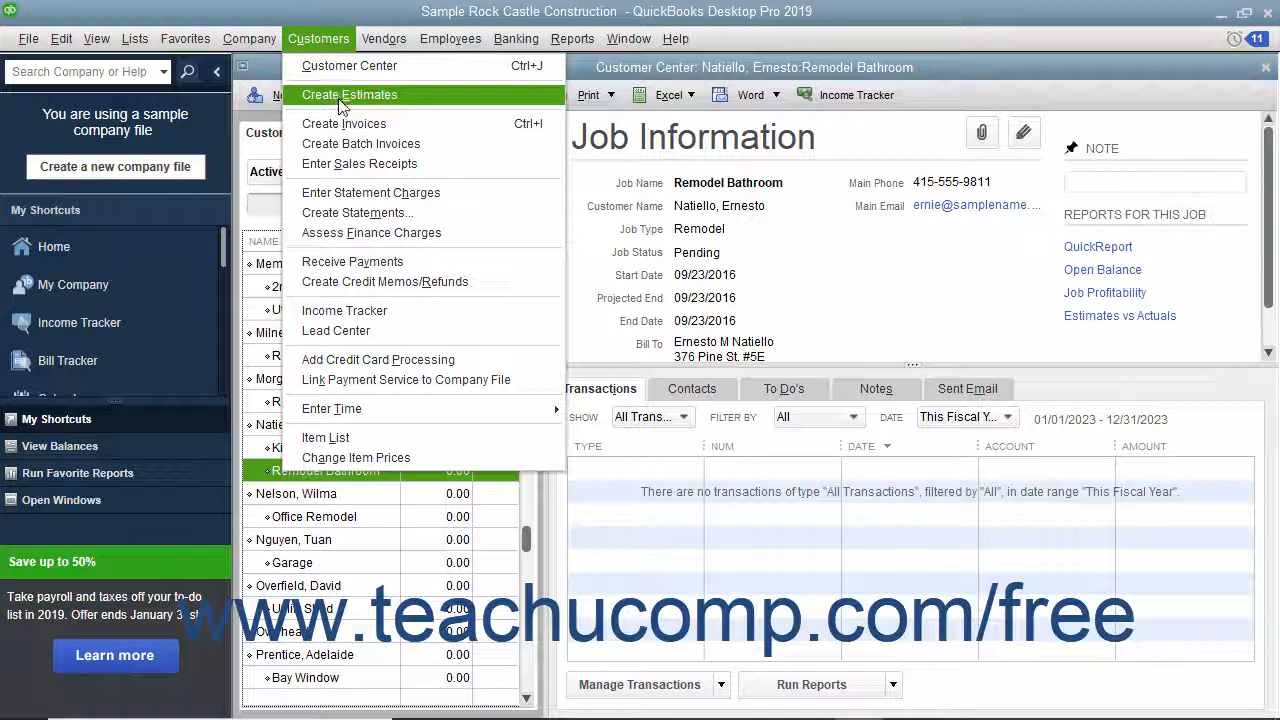 Sample Rock Castle Construction - QuickBooks Desktop Pro 2019
File Edit View Lists Favorites Company Customers Vendors Employees Banking Reports Window Help 11
Search Company or Help
You are using a sample
company file
Create a new company file
My Shortcuts
Home
My Company
Income Tracker
Bill Tracker
My Shortcuts
View Balances
Run Favorite Reports
Open Windows
Save up to 50%
Take payroll and taxes off your to-do
list in 2019. Offer ends January
Learn more
Customer Center Ctrl+J
Create Estimates
Create Invoices Ctrl+I
Create Batch Invoices
Enter Sales Receipts
Enter Statement Charges
Create Statements...
Assess Finance Charges
Receive Payments
Create Credit Memos/Refunds
Income Tracker
Lead Center
Add Credit Card Processing
Link Payment Service to Company File
Enter Time
Item List
Change Item Prices
Active
NAME
Remodel Bathroom 0.00
Nelson, Wilma 0.00
Office Remodel 0.00
Nguyen, Tuan 0.00
Garage 0.00
Overfield, David 0.00
Prentice, Adelaide 0.00
Bay Window 0.00
Customer Center: Natiello, Ernesto:Remodel Bathroom
Print Excel Word Income Tracker
Job Information
Job Name Remodel Bathroom
Customer Name Natiello, Ernesto
Job Type Remodel
Job Status Pending
Start Date 09/23/2016
Projected End 09/23/2016
End Date 09/23/2016
Bill To Ernesto M Natiello
376 Pine St. #5E
Main Phone 415-555-9811
Main Email ernie@samplename....
NOTE
REPORTS FOR THIS JOB
QuickReport
Open Balance
Job Profitability
Estimates vs Actuals
Transactions Contacts To Do's Notes Sent Email
SHOW All Trans... FILTER BY All DATE This Fiscal Y... 01/01/2023 - 12/31/2023
TYPE NUM DATE ACCOUNT AMOUNT
There are no transactions of type "All Transactions", filtered by "All", in date range "This Fiscal Year".
Manage Transactions Run Reports
www.teachucomp.com/free